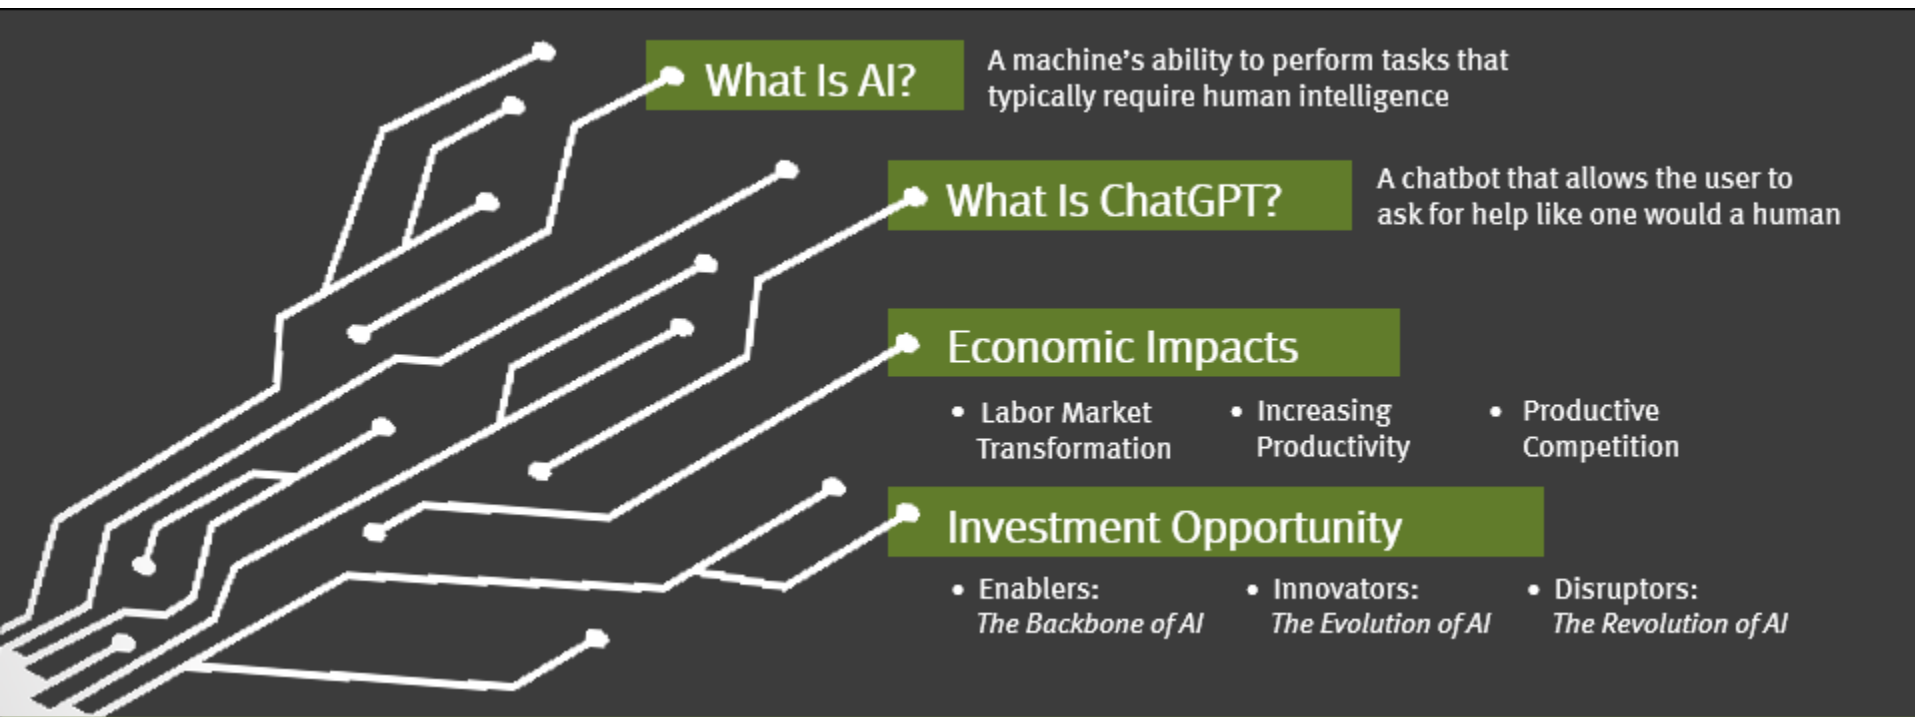 What Is AI?
A machine’s ability to perform tasks that
typically require human intelligence
What Is ChatGPT?
A chatbot that allows the user to
ask for help like one would a human
Economic Impacts
• Labor Market
Transformation
• Increasing
Productivity
• Productive
Competition
Investment Opportunity
• Enablers:
The Backbone of AI
• Innovators:
The Evolution of AI
• Disruptors:
The Revolution of AI